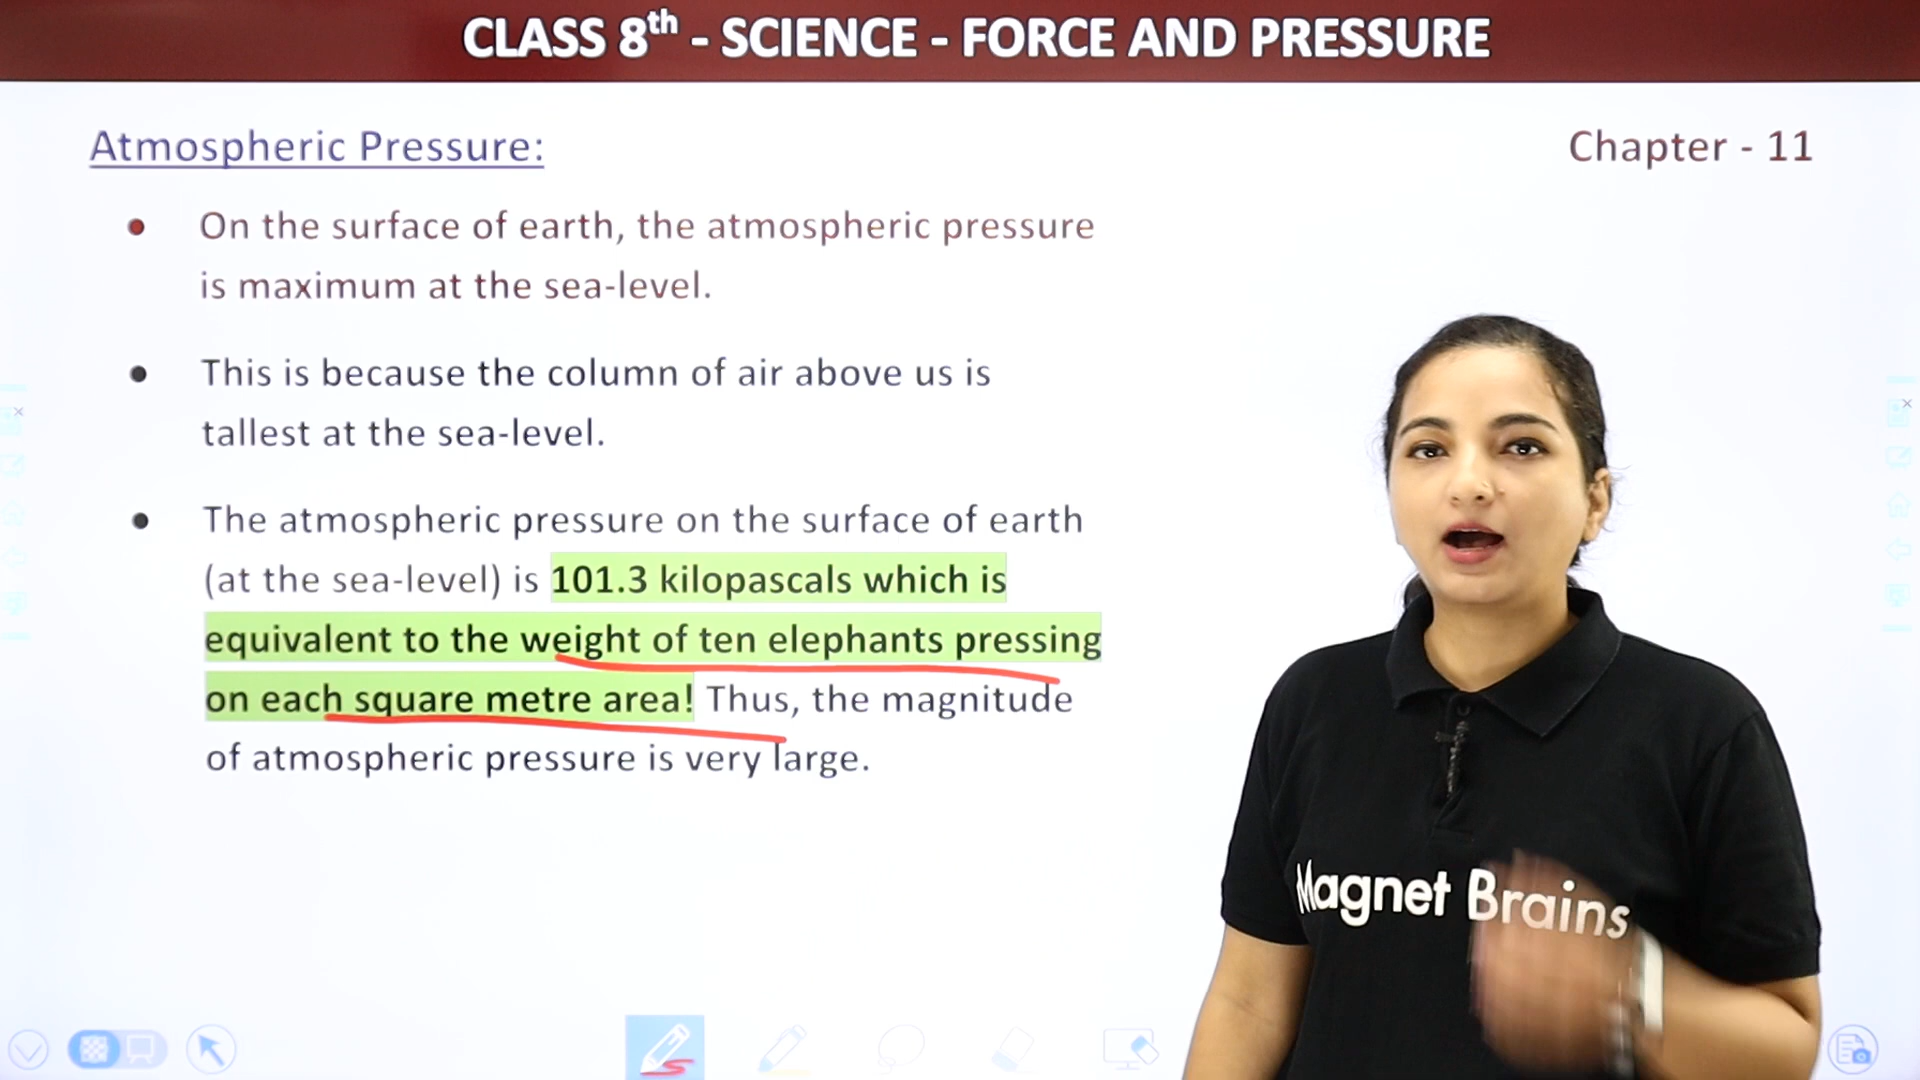 CLASS 8th - SCIENCE - FORCE AND PRESSURE
Atmospheric Pressure:
Chapter - 11
On the surface of earth, the atmospheric pressure
is maximum at the sea-level.
This is because the column of air above us is
tallest at the sea-level.
The atmospheric pressure on the surface of earth
(at the sea-level) is 101.3 kilopascals which is
equivalent to the weight of ten elephants pressing
on each square metre area! Thus, the magnitude
of atmospheric pressure is very large.
Magnet Brains